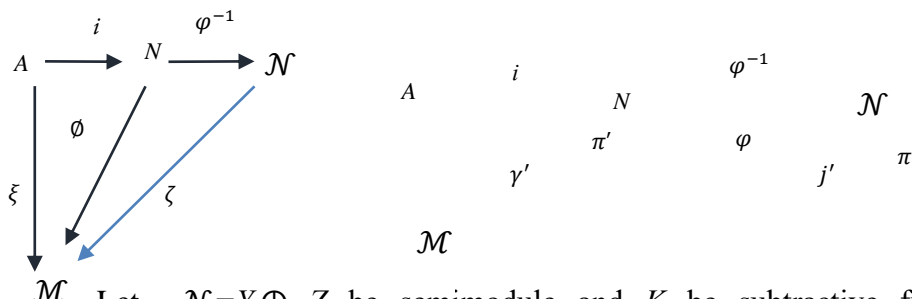 i φ⁻¹
A N 𝒩
φ⁻¹
i
A N 𝒩
∅ π′ φ π
γ′ j′
ξ ζ
ℳ
ℳ Let 𝒩=Y⊕ Z be semimodule and K be subtractive f